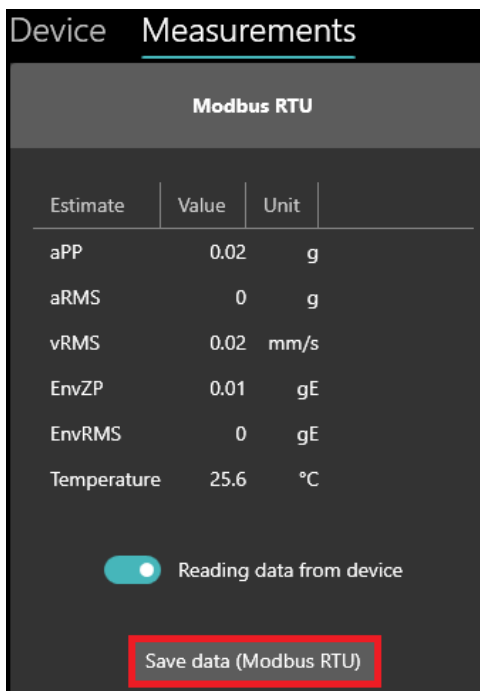 Device Measurements
Modbus RTU
Estimate Value Unit
aPP 0.02 g
aRMS 0 g
vRMS 0.02 mm/s
EnvZP 0.01 gE
EnvRMS 0 gE
Temperature 25.6 °C
Reading data from device
Save data (Modbus RTU)